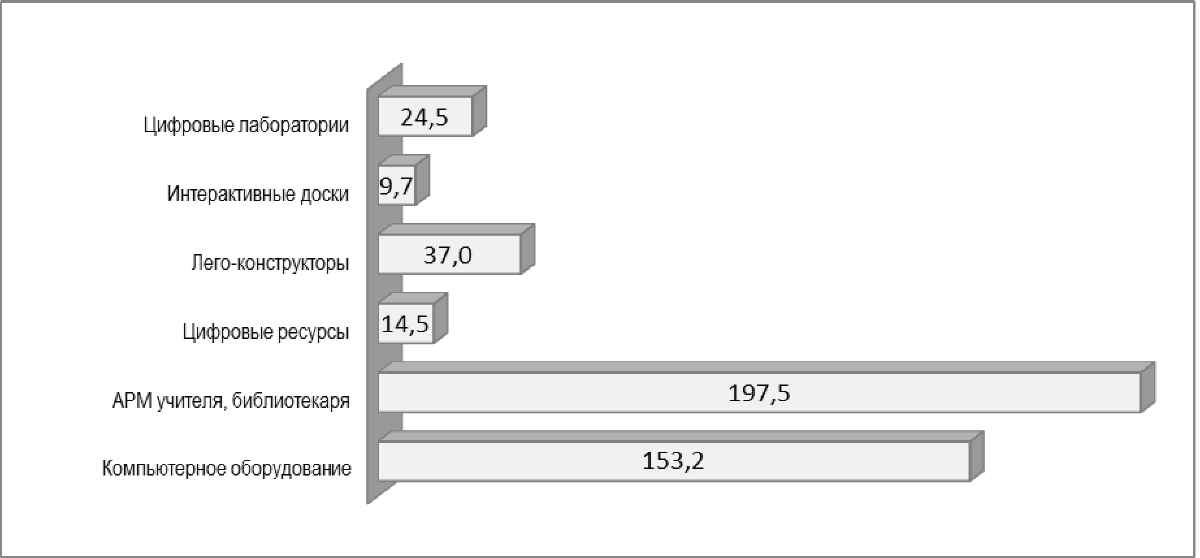 Цифровые лаборатории 24,5
Интерактивные доски 9,7
Лего-конструкторы 37,0
Цифровые ресурсы 14,5
АРМ учителя, библиотекаря 197,5
Компьютерное оборудование 153,2